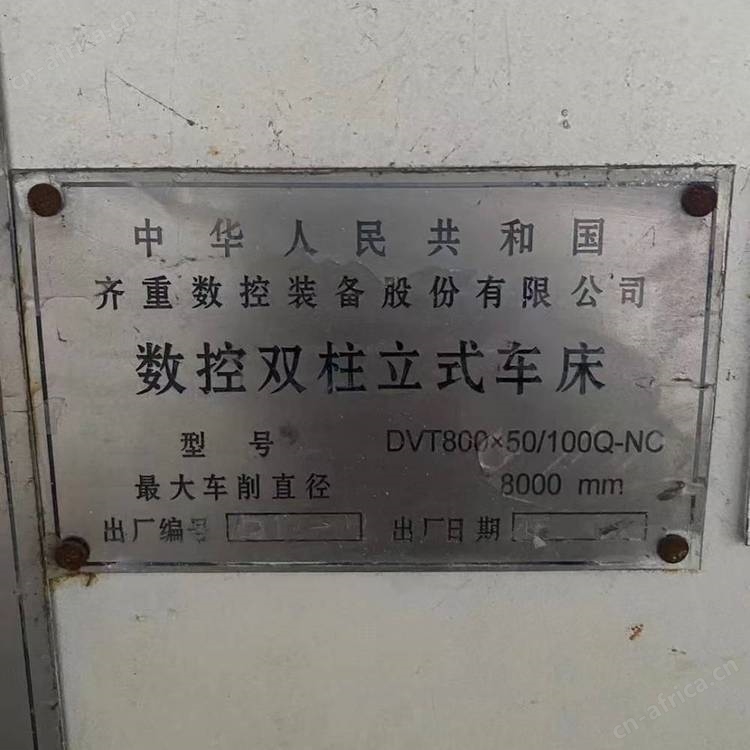 中华人民共和国
齐重数控装备股份有限公司
数控双柱立式车床
型号 DVT800×50/100Q-NC
最大车削直径 8000 mm
出厂编号 出厂日期
cn-africa.cn
cn-africa.cn